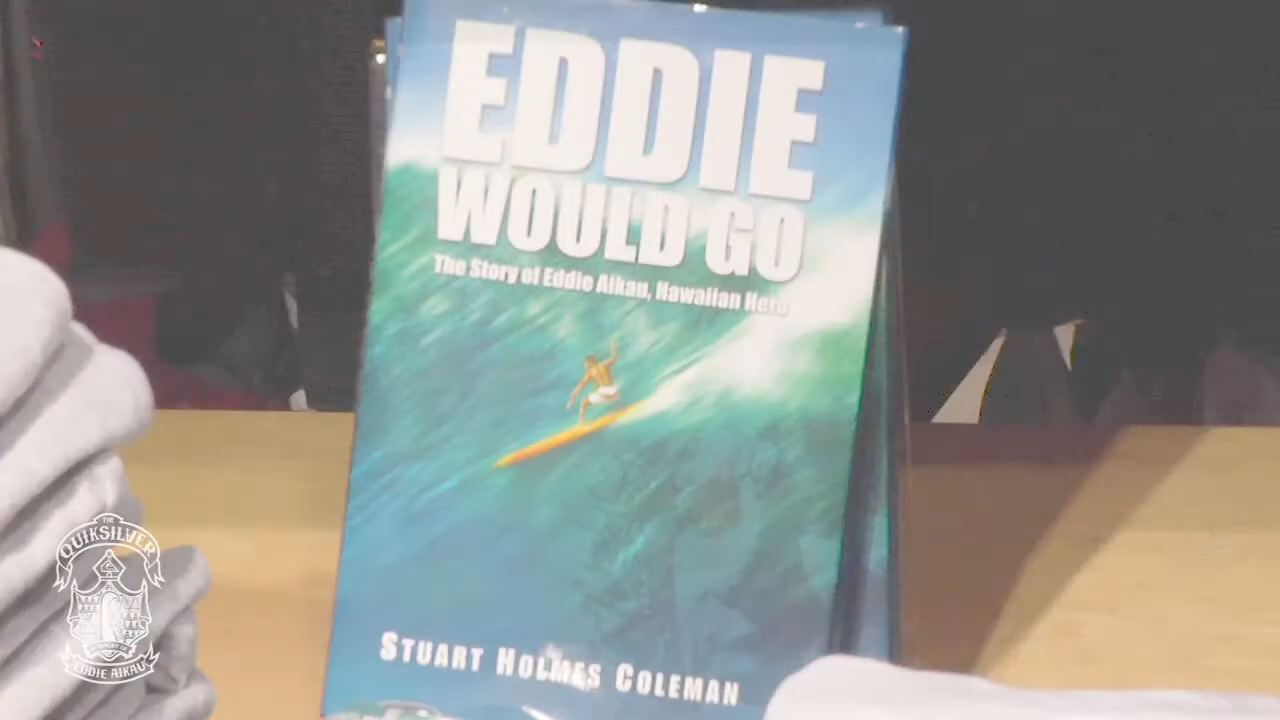 EDDIE
WOULD GO
The Story of Eddie Aikau, Hawaiian Hero
STUART HOLMES COLEMAN
THE
QUIKSILVER
EDDIE AIKAU